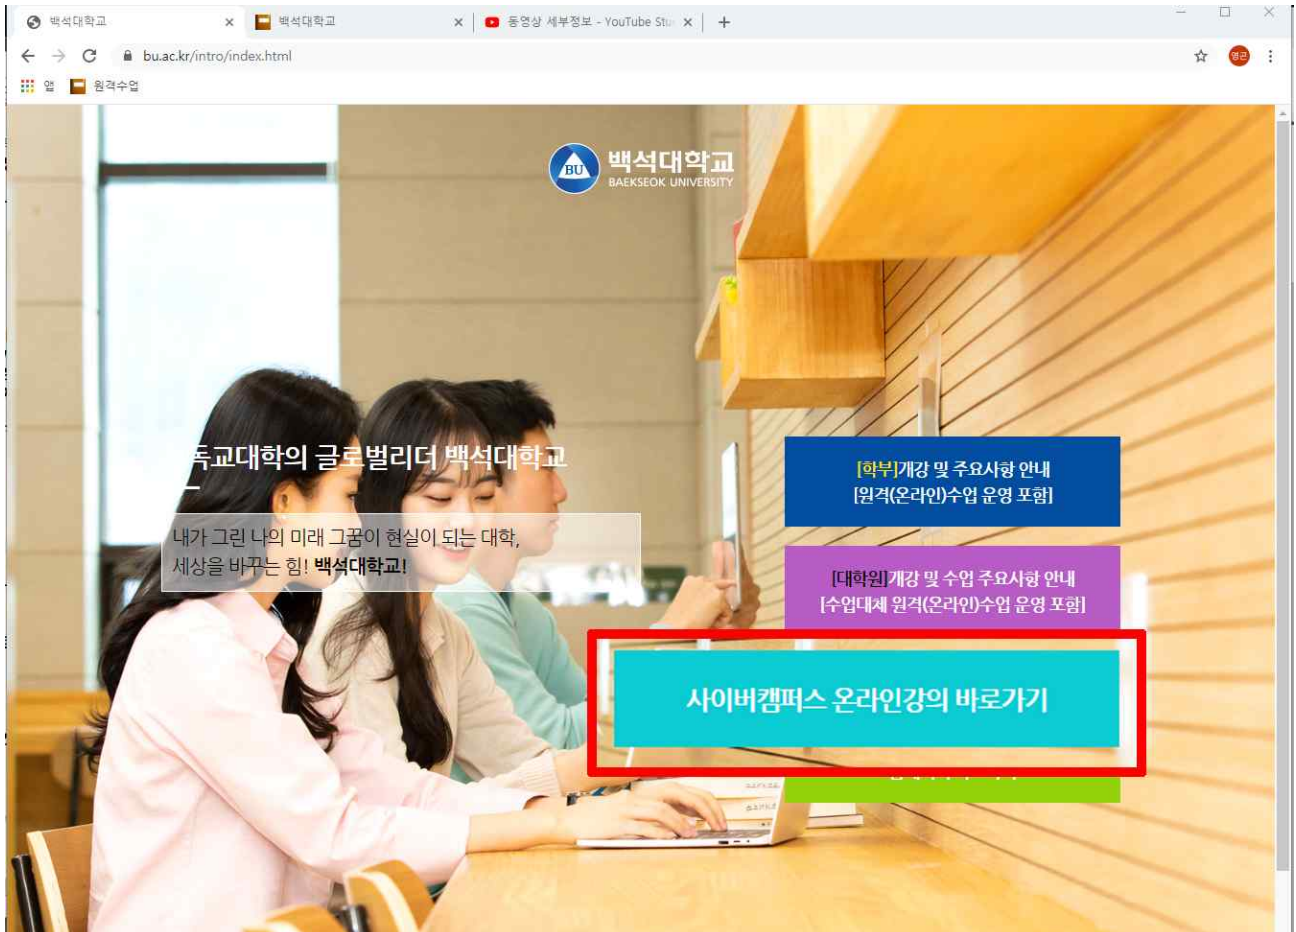 백석대학교
백석대학교
동영상 세부정보 - YouTube Stu
bu.ac.kr/intro/index.html
영곤
앱
원격수업
BU
백석대학교
BAEKSEOK UNIVERSITY
독교대학의 글로벌리더 백석대학교
내가 그린 나의 미래 그꿈이 현실이 되는 대학,
세상을 바꾸는 힘! 백석대학교!
[학부]개강 및 주요사항 안내
[원격(온라인)수업 운영 포함]
[대학원]개강 및 수업 주요사항 안내
[수업대체 원격(온라인)수업 운영 포함]
사이버캠퍼스 온라인강의 바로가기